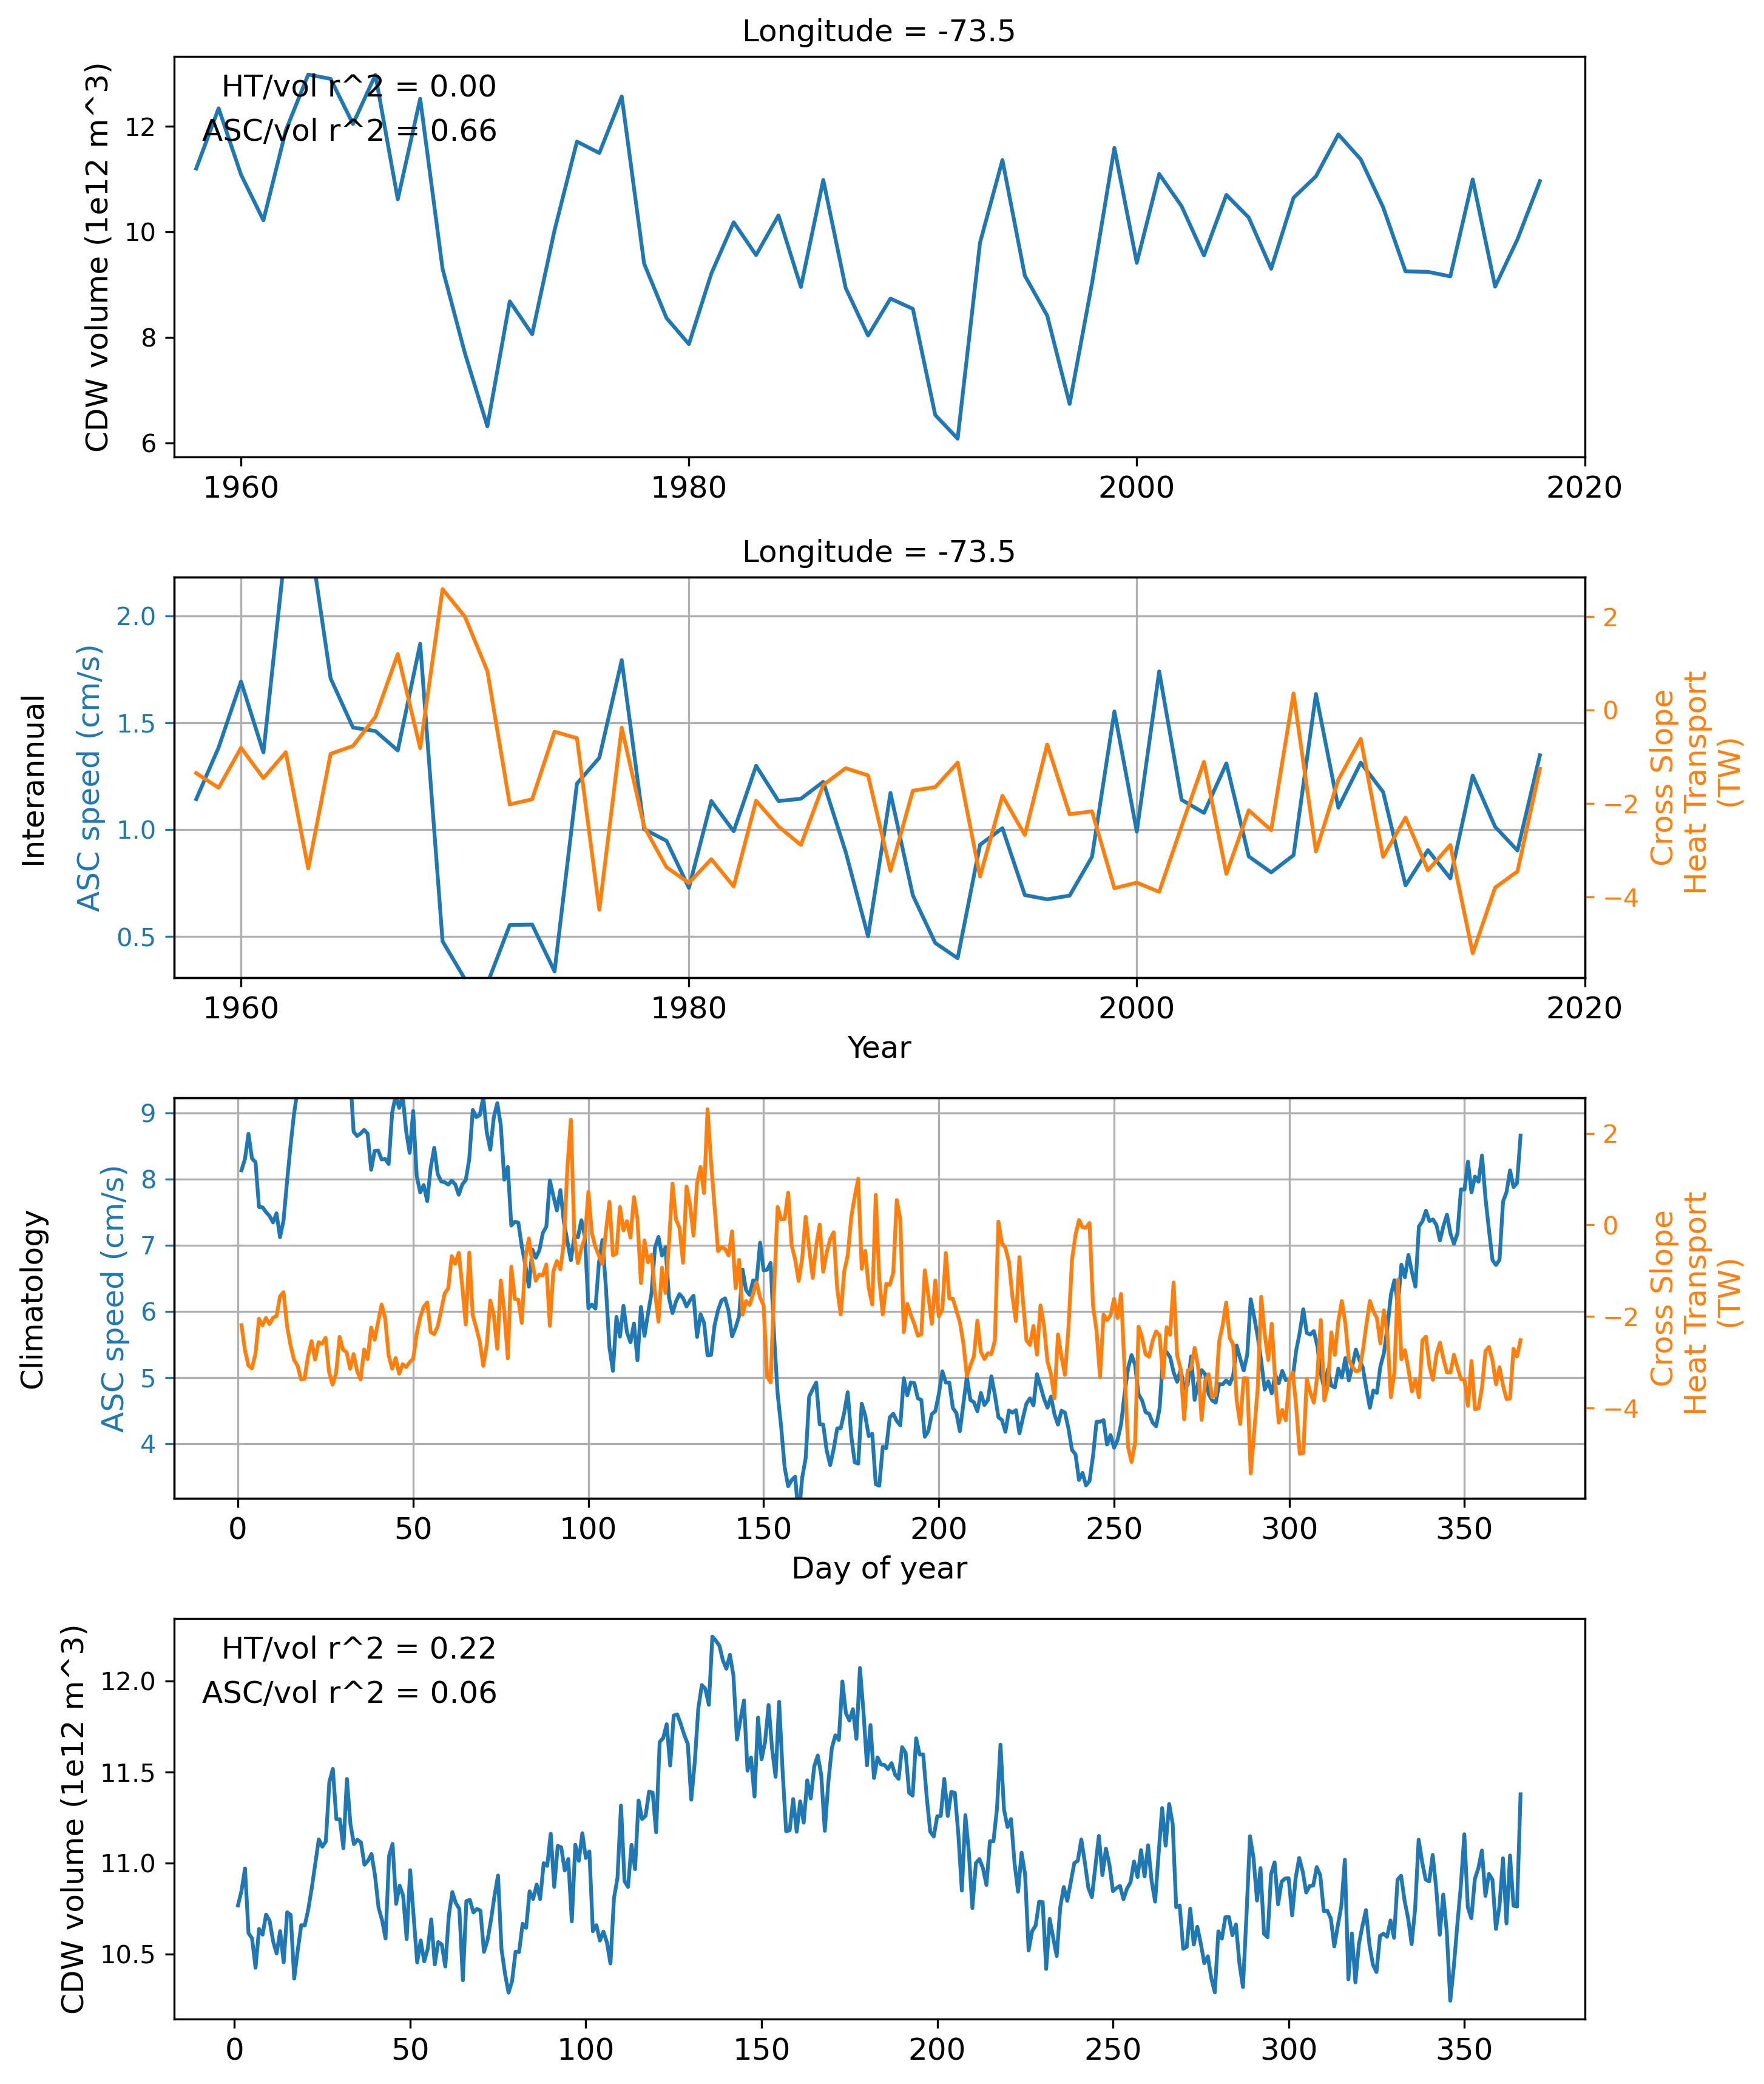 Longitude = -73.5
HT/vol r^2 = 0.00
ASC/vol r^2 = 0.66
CDW volume (1e12 m^3)
12
10
8
6
1960 1980 2000 2020
Longitude = -73.5
Interannual
ASC speed (cm/s)
2.0
1.5
1.0
0.5
2
0
−2
−4
Cross Slope
Heat Transport
(TW)
1960 1980 2000 2020
Year
Climatology
ASC speed (cm/s)
9
8
7
6
5
4
2
0
−2
−4
Cross Slope
Heat Transport
(TW)
0 50 100 150 200 250 300 350
Day of year
HT/vol r^2 = 0.22
ASC/vol r^2 = 0.06
CDW volume (1e12 m^3)
12.0
11.5
11.0
10.5
0 50 100 150 200 250 300 350